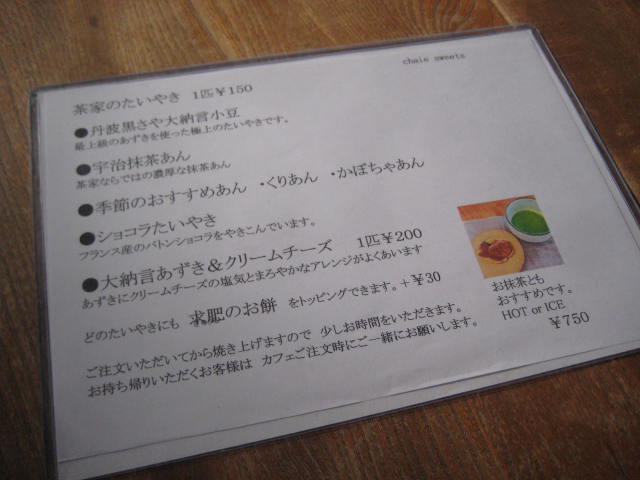 chaie sweets
茶家のたいやき 1匹¥150
●丹波黒さや大納言小豆
最上級のあずきを使った極上のたいやきです。
●宇治抹茶あん
茶家ならではの濃厚な抹茶あん
●季節のおすすめあん ・くりあん ・かぼちゃあん
●ショコラたいやき
フランス産のバトンショコラをやきこんでいます。
●大納言あずき&クリームチーズ 1匹¥200
あずきにクリームチーズの塩気とまろやかなアレンジがよくあいます
どのたいやきにも 求肥のお餅 をトッピングできます。+¥30
ご注文いただいてから焼き上げますので 少しお時間をいただきます。
お持ち帰りいただくお客様は カフェご注文時にご一緒にお願いします。
お抹茶とも
おすすめです。
HOT or ICE
¥750